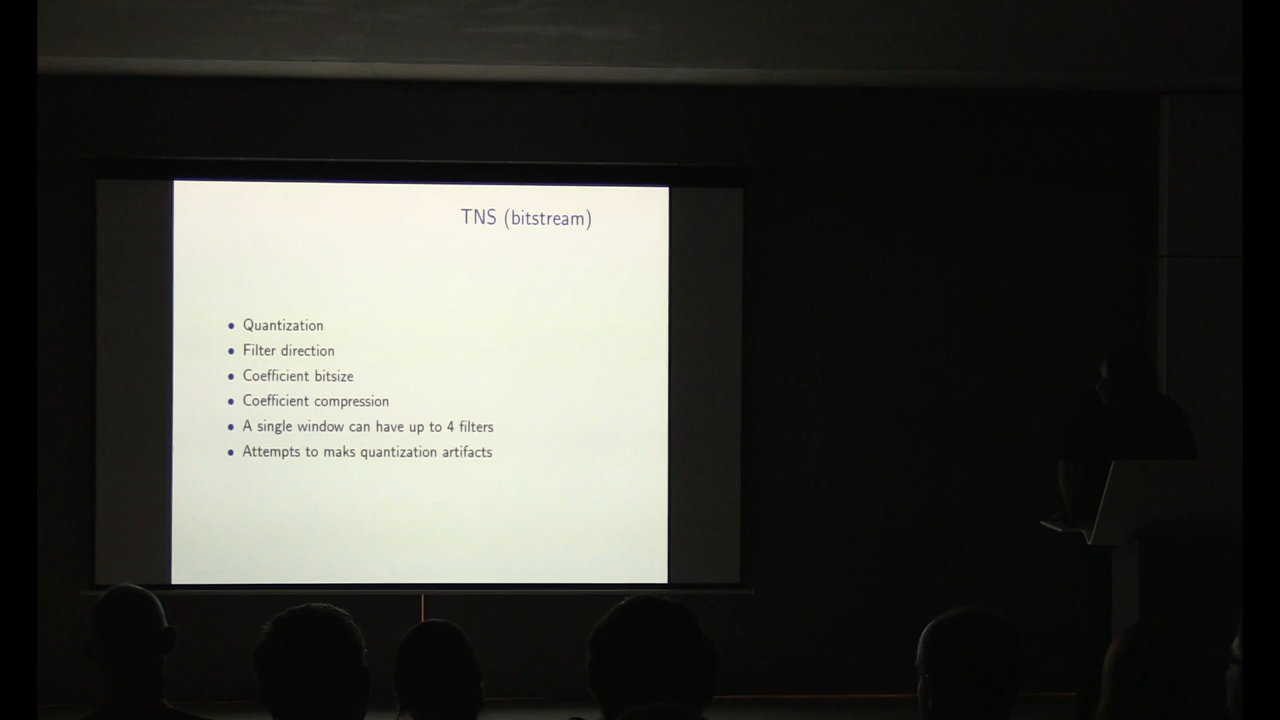 TNS (bitstream)
• Quantization
• Filter direction
• Coefficient bitsize
• Coefficient compression
• A single window can have up to 4 filters
• Attempts to maks quantization artifacts